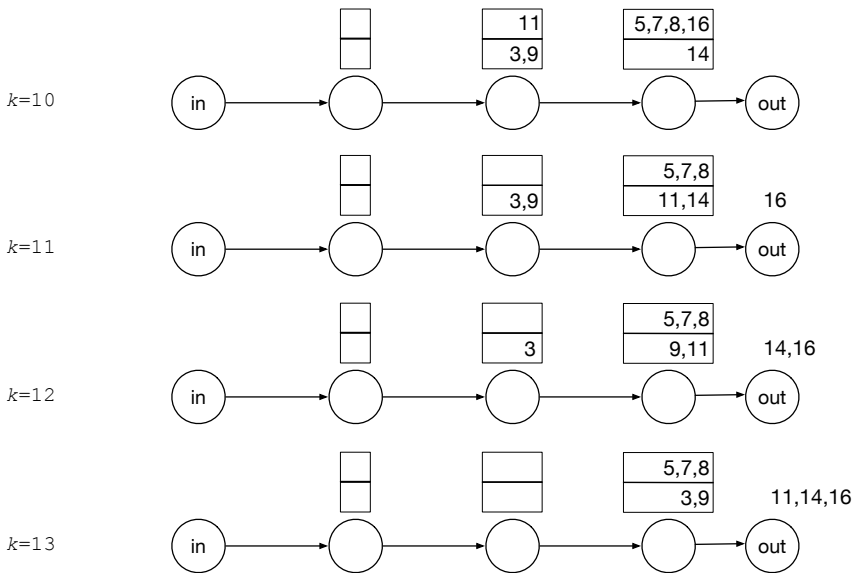 11
5,7,8,16
3,9
14
k=10
in
out
5,7,8
3,9
11,14
16
k=11
in
out
5,7,8
3
9,11
14,16
k=12
in
out
5,7,8
3,9
11,14,16
k=13
in
out